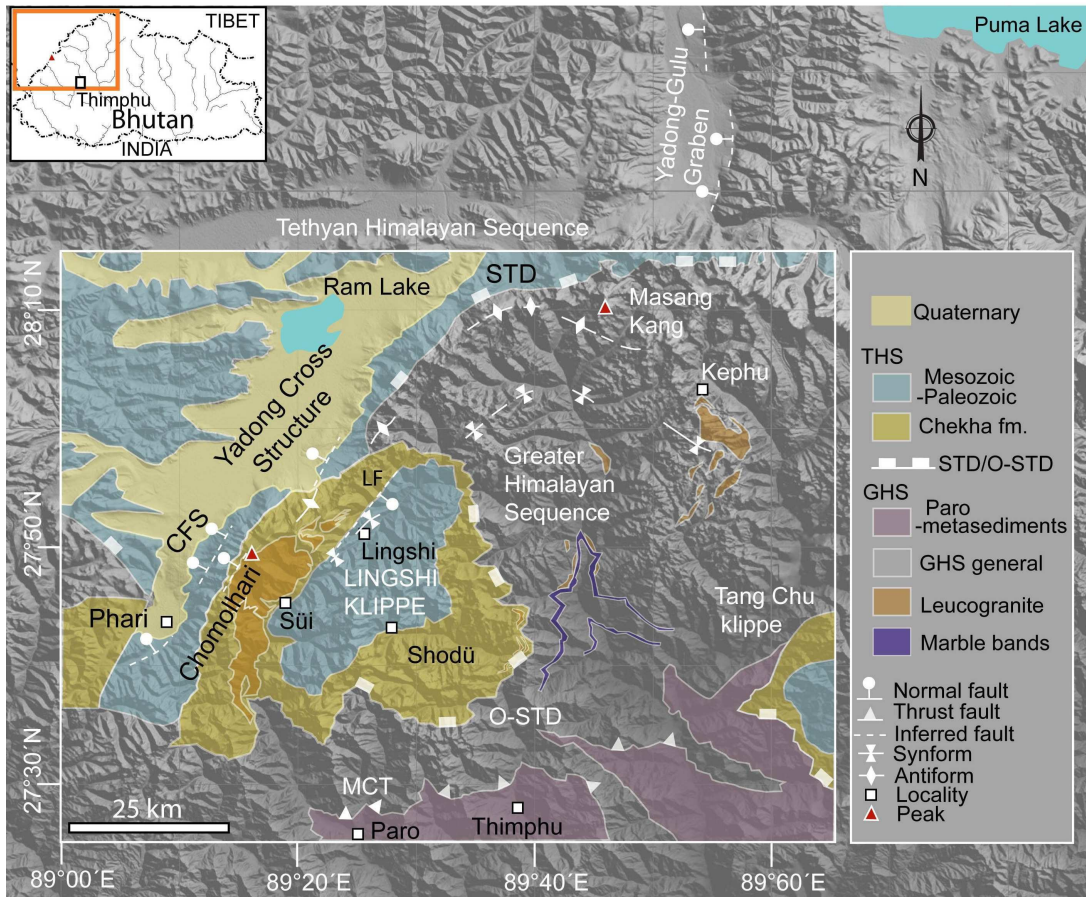 TIBET
Thimphu
Bhutan
INDIA
Puma Lake
Yadong-Gulu
Graben
N
Tethyan Himalayan Sequence
STD
Ram Lake
Masang
Kang
Kephu
Yadong Cross
Structure
Greater
Himalayan
Sequence
LF
CFS
Lingshi
LINGSHI
KLIPPE
Chomolhari
Phari
Süi
Shodü
Tang Chu
klippe
O-STD
MCT
25 km
Paro
Thimphu
28°10´N
27°50´N
27°30´N
89°00´E
89°20´E
89°40´E
89°60´E
Quaternary
THS
Mesozoic
-Paleozoic
Chekha fm.
STD/O-STD
GHS
Paro
-metasediments
GHS general
Leucogranite
Marble bands
Normal fault
Thrust fault
Inferred fault
Synform
Antiform
Locality
Peak